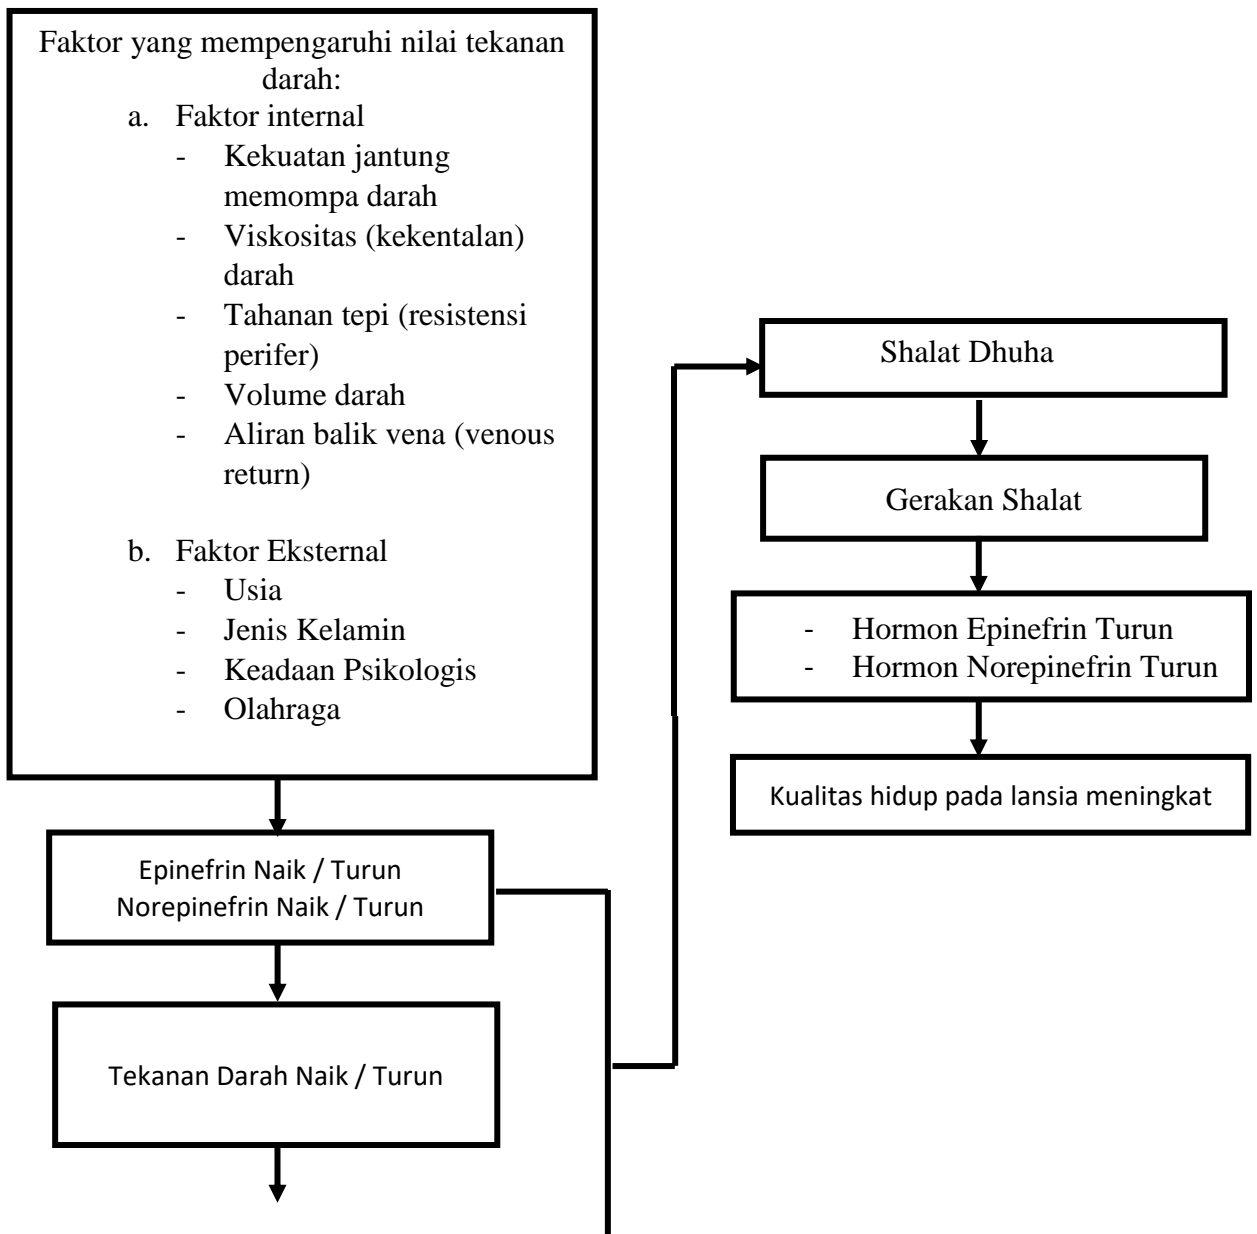 Faktor yang mempengaruhi nilai tekanan
darah:
a. Faktor internal
- Kekuatan jantung
memompa darah
- Viskositas (kekentalan)
darah
- Tahanan tepi (resistensi
perifer)
- Volume darah
- Aliran balik vena (venous
return)
b. Faktor Eksternal
- Usia
- Jenis Kelamin
- Keadaan Psikologis
- Olahraga
Epinefrin Naik / Turun
Norepinefrin Naik / Turun
Tekanan Darah Naik / Turun
Shalat Dhuha
Gerakan Shalat
- Hormon Epinefrin Turun
- Hormon Norepinefrin Turun
Kualitas hidup pada lansia meningkat